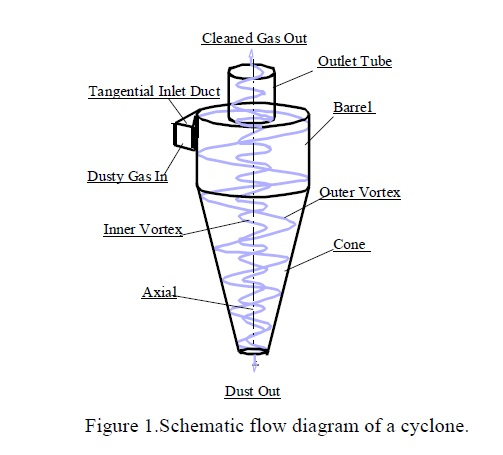 Cleaned Gas Out
Outlet Tube
Tangential Inlet Duct
Barrel
Dusty Gas In
Outer Vortex
Inner Vortex
Cone
Axial
Dust Out
Figure 1.Schematic flow diagram of a cyclone.